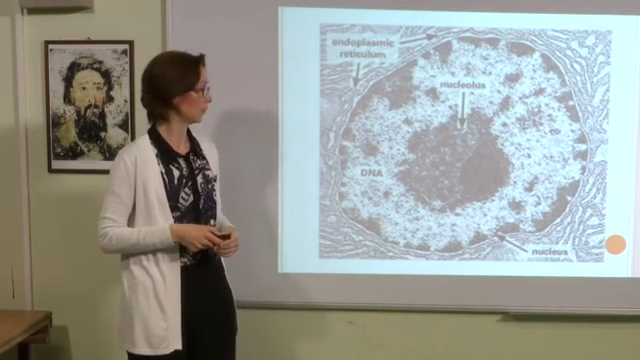 endoplasmic
reticulum
nucleolus
DNA
nucleus